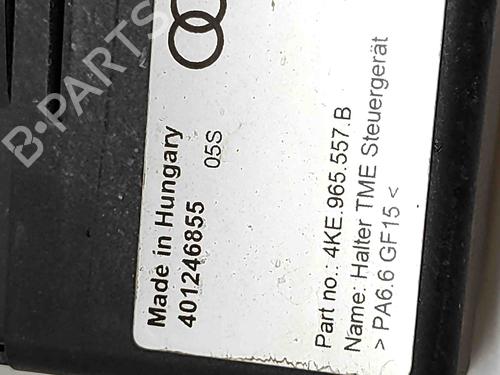 Made in Hungary
401246855
05S
Part no.: 4KE.965.557.B
Name: Halter TME Steuergerät
> PA6.6 GF15 <
B-PARTS